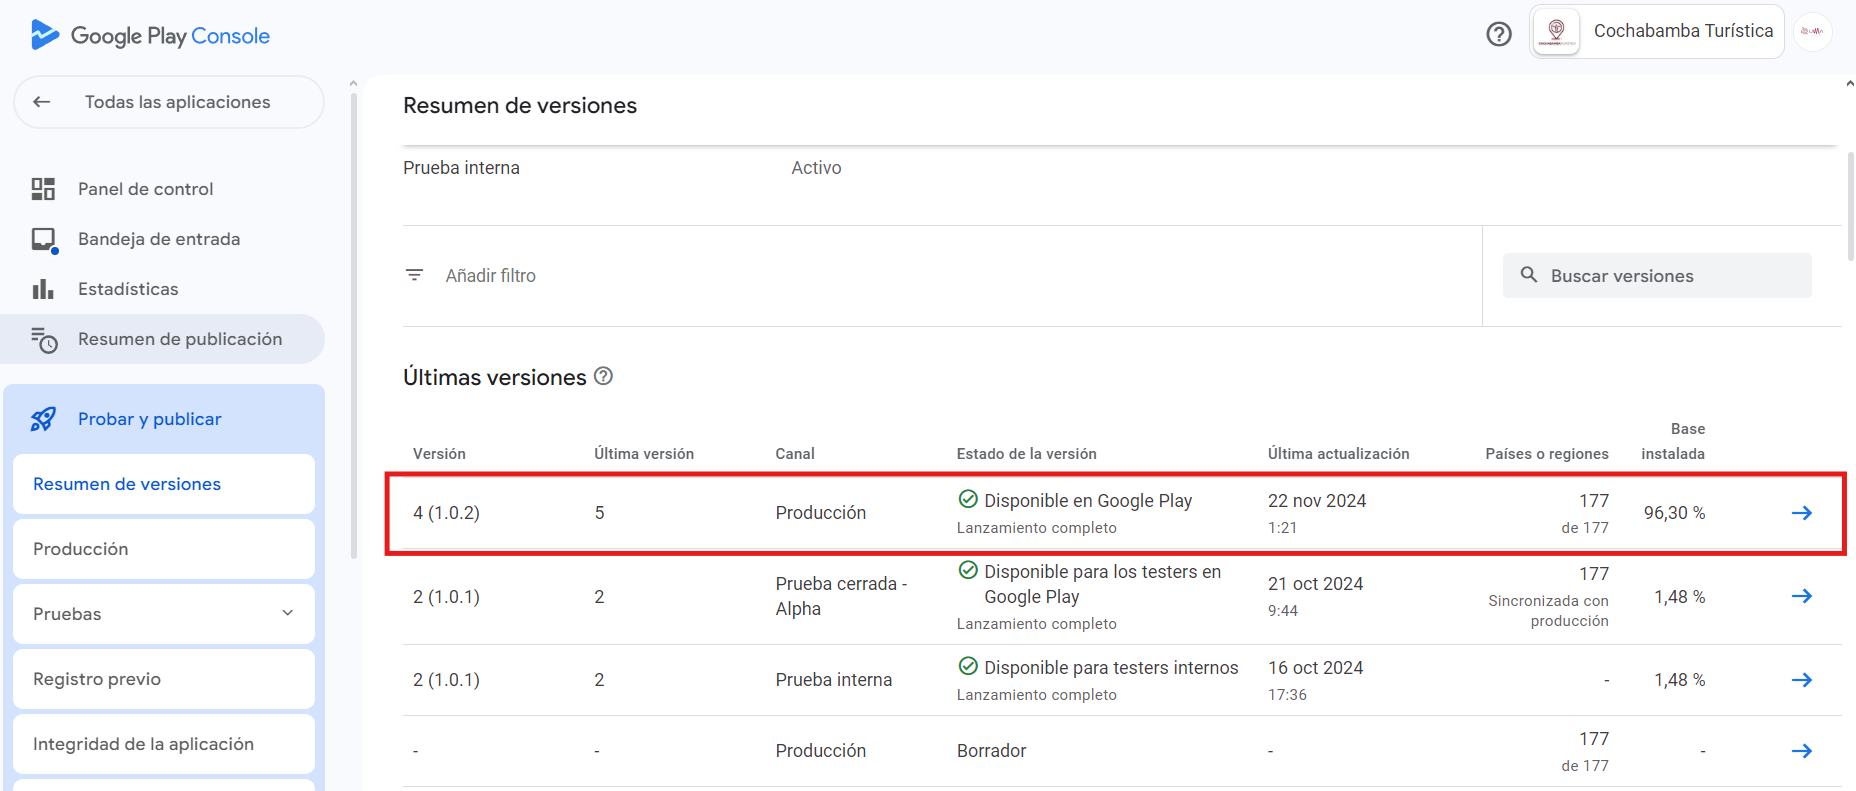 Google Play Console
Cochabamba Turística
Todas las aplicaciones
Panel de control
Bandeja de entrada
Estadísticas
Resumen de publicación
Probar y publicar
Resumen de versiones
Producción
Pruebas
Registro previo
Integridad de la aplicación
Resumen de versiones
Prueba interna Activo
Añadir filtro
Buscar versiones
Últimas versiones
Versión Última versión Canal Estado de la versión Última actualización Países o regiones Base instalada
4 (1.0.2) 5 Producción Disponible en Google Play 22 nov 2024 177 96,30 %
Lanzamiento completo 1:21 de 177
2 (1.0.1) 2 Prueba cerrada - Alpha Disponible para los testers en Google Play 21 oct 2024 177 1,48 %
Lanzamiento completo 9:44 Sincronizada con producción
2 (1.0.1) 2 Prueba interna Disponible para testers internos 16 oct 2024 - 1,48 %
Lanzamiento completo 17:36
- - Producción Borrador - 177 -
de 177